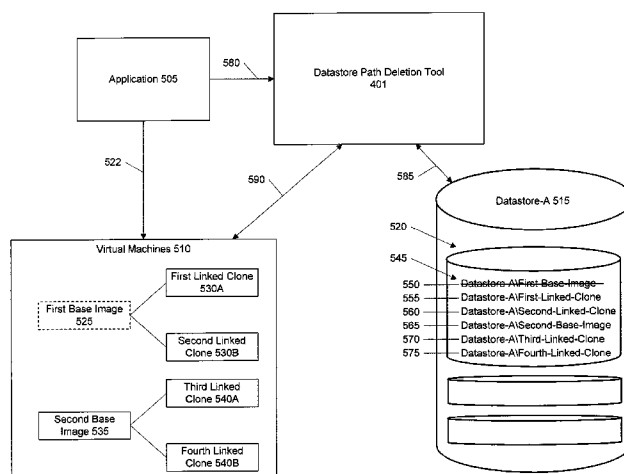 Application 505
580
Datastore Path Deletion Tool
401
522
590
585
Datastore-A 515
520
545
550 Datastore-A\First-Base-Image
555 Datastore-A\First-Linked-Clone
560 Datastore-A\Second-Linked-Clone
565 Datastore-A\Second-Base-Image
570 Datastore-A\Third-Linked-Clone
575 Datastore-A\Fourth-Linked-Clone
Virtual Machines 510
First Linked Clone
530A
First Base Image
525
Second Linked
Clone 530B
Third Linked
Clone 540A
Second Base
Image 535
Fourth Linked
Clone 540B